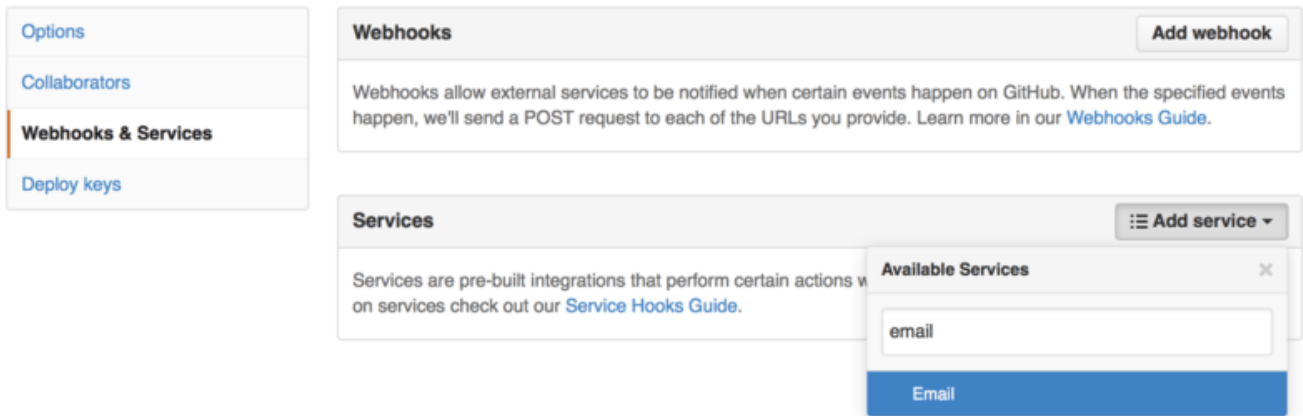 Options
Collaborators
Webhooks & Services
Deploy keys
Webhooks
Add webhook
Webhooks allow external services to be notified when certain events happen on GitHub. When the specified events
happen, we'll send a POST request to each of the URLs you provide. Learn more in our Webhooks Guide.
Services
Add service
Services are pre-built integrations that perform certain actions
on services check out our Service Hooks Guide.
Available Services
email
Email